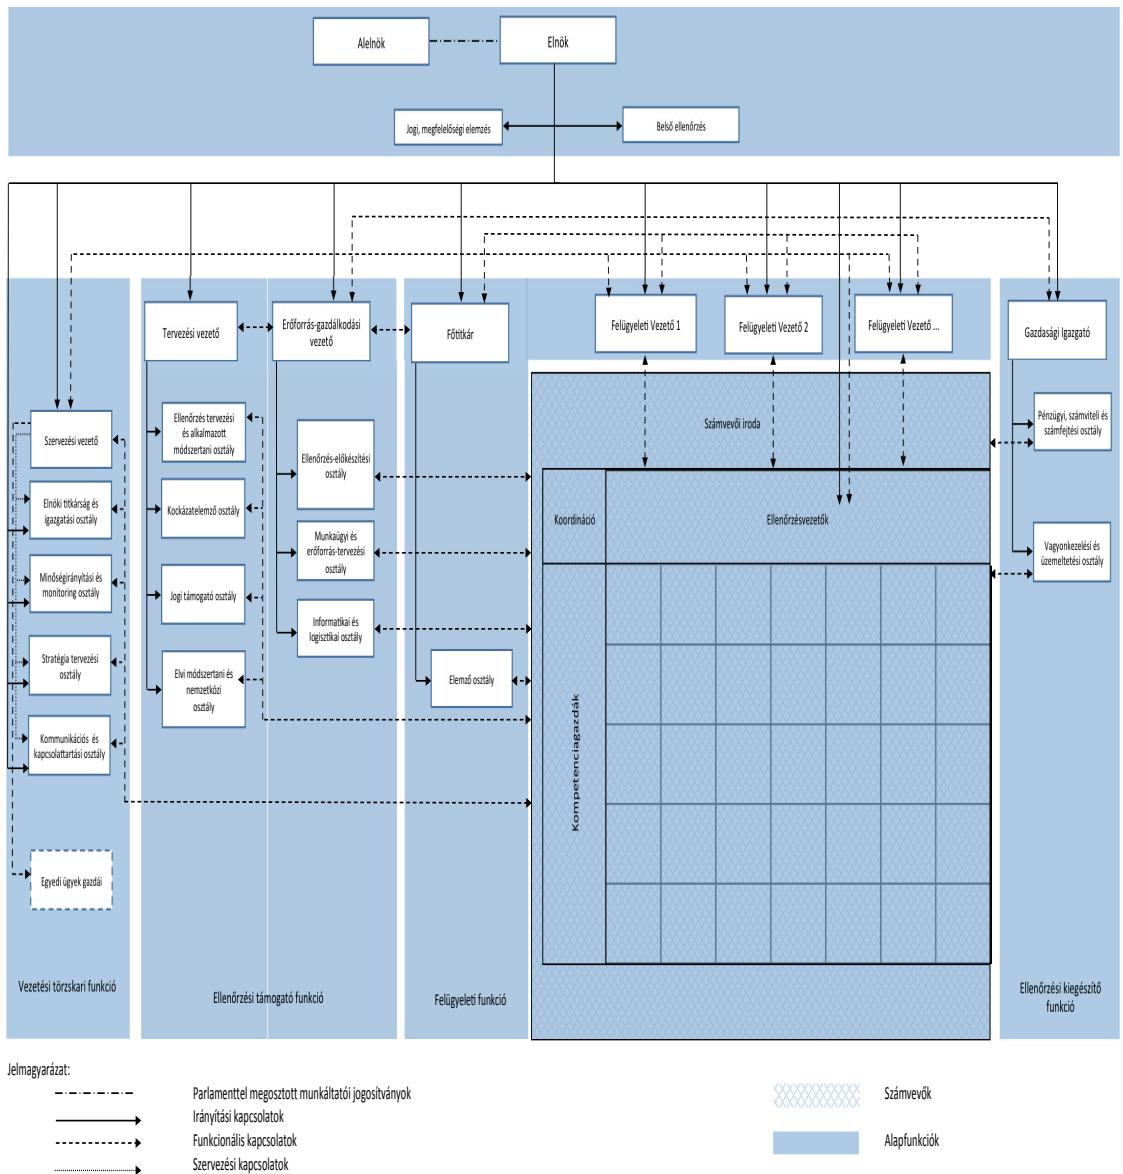 Alelnök
Elnök
Jogi, megfelelőségi elemzés
Belső ellenőrzés
Tervezési vezető
Erőforrás-gazdálkodási
vezető
Főtitkár
Felügyeleti Vezető 1
Felügyeleti Vezető 2
Felügyeleti Vezető ...
Gazdasági Igazgató
Szervezési vezető
Elnöki titkárság és
igazgatási osztály
Minőségirányítási és
monitoring osztály
Stratégia tervezési
osztály
Kommunikációs és
kapcsolattartási osztály
Egyedi ügyek gazdái
Vezetési törzskari funkció
Ellenőrzés tervezési
és alkalmazott
módszertani osztály
Kockázatelemző osztály
Jogi támogató osztály
Elvi módszertani és
nemzetközi
osztály
Ellenőrzés-előkészítési
osztály
Munkaügyi és
erőforrás-tervezési
osztály
Informatikai és
logisztikai osztály
Ellenőrzési támogató funkció
Elemző osztály
Felügyeleti funkció
Számvevői iroda
Koordináció
Ellenőrzésvezetők
Kompetenciagazdák
Pénzügyi, számviteli és
számfejtési osztály
Vagyonkezelési és
üzemeltetési osztály
Ellenőrzési kiegészítő
funkció
Jelmagyarázat:
Parlamenttel megosztott munkáltatói jogosítványok
Irányítási kapcsolatok
Funkcionális kapcsolatok
Szervezési kapcsolatok
Számvevők
Alapfunkciók